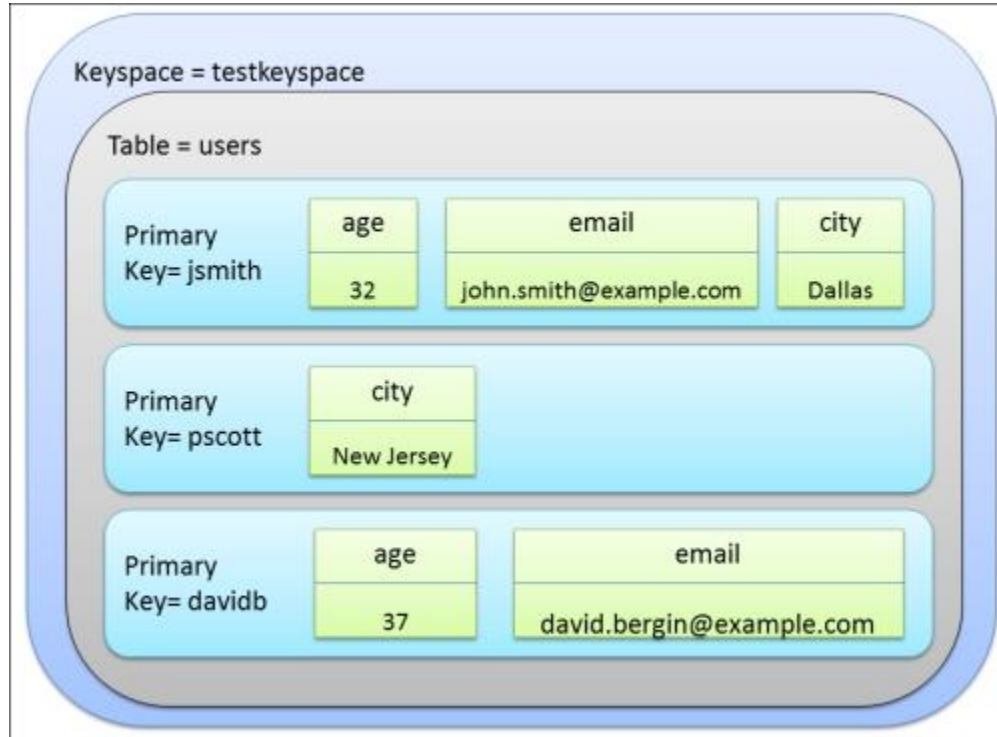 Keyspace = testkeyspace
Table = users
Primary
Key= jsmith
age
32
email
john.smith@example.com
city
Dallas
Primary
Key= pscott
city
New Jersey
Primary
Key= davidb
age
37
email
david.bergin@example.com